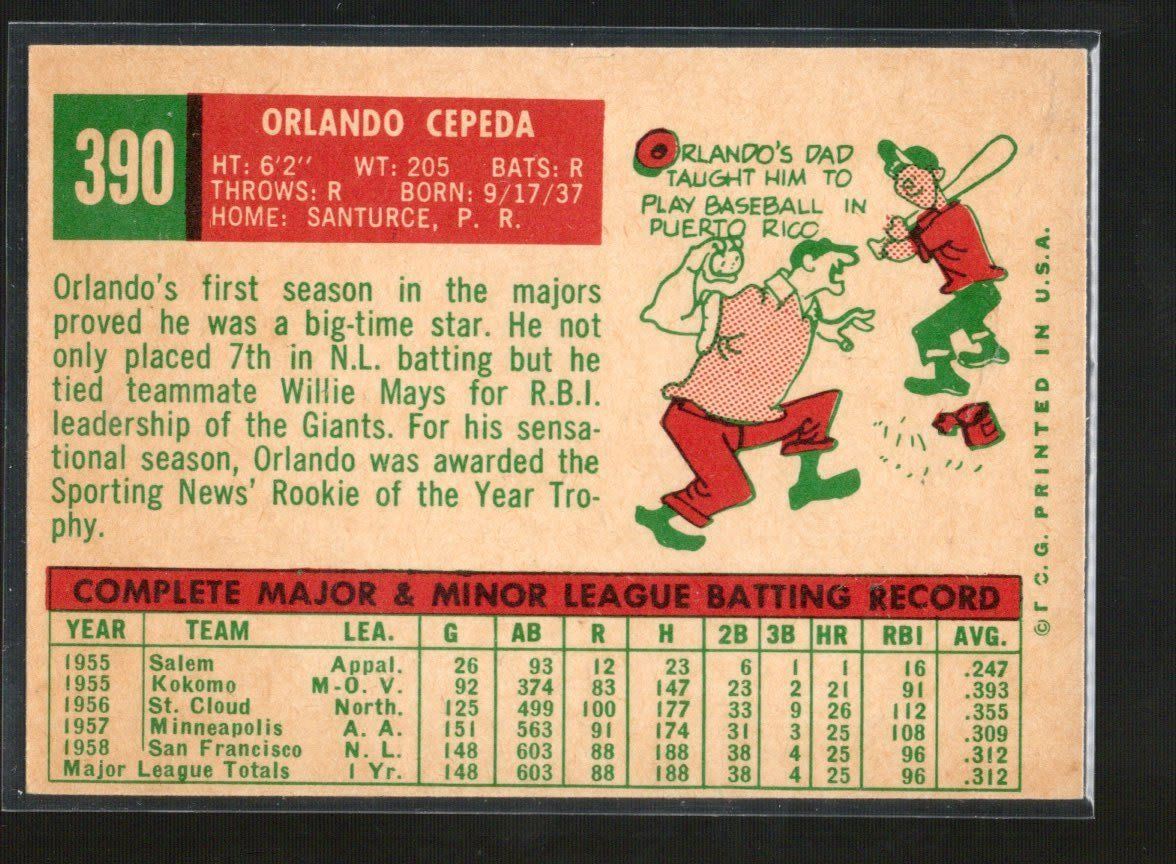 390
ORLANDO CEPEDA
HT: 6'2'' WT: 205 BATS: R
THROWS: R BORN: 9/17/37
HOME: SANTURCE, P. R.
ORLANDO'S DAD
TAUGHT HIM TO
PLAY BASEBALL IN
PUERTO RICO
Orlando's first season in the majors
proved he was a big-time star. He not
only placed 7th in N.L. batting but he
tied teammate Willie Mays for R.B.I.
leadership of the Giants. For his sensa-
tional season, Orlando was awarded the
Sporting News' Rookie of the Year Tro-
phy.
© T. C. G. PRINTED IN U.S.A.
COMPLETE MAJOR & MINOR LEAGUE BATTING RECORD
YEAR TEAM LEA. G AB R H 2B 3B HR RBI AVG.
1955 Salem Appal. 26 93 12 23 6 1 1 16 .247
1955 Kokomo M-O. V. 92 374 83 147 23 2 21 91 .393
1956 St. Cloud North. 125 499 100 177 33 9 26 112 .355
1957 Minneapolis A. A. 151 563 91 174 31 3 25 108 .309
1958 San Francisco N. L. 148 603 88 188 38 4 25 96 .312
Major League Totals 1 Yr. 148 603 88 188 38 4 25 96 .312